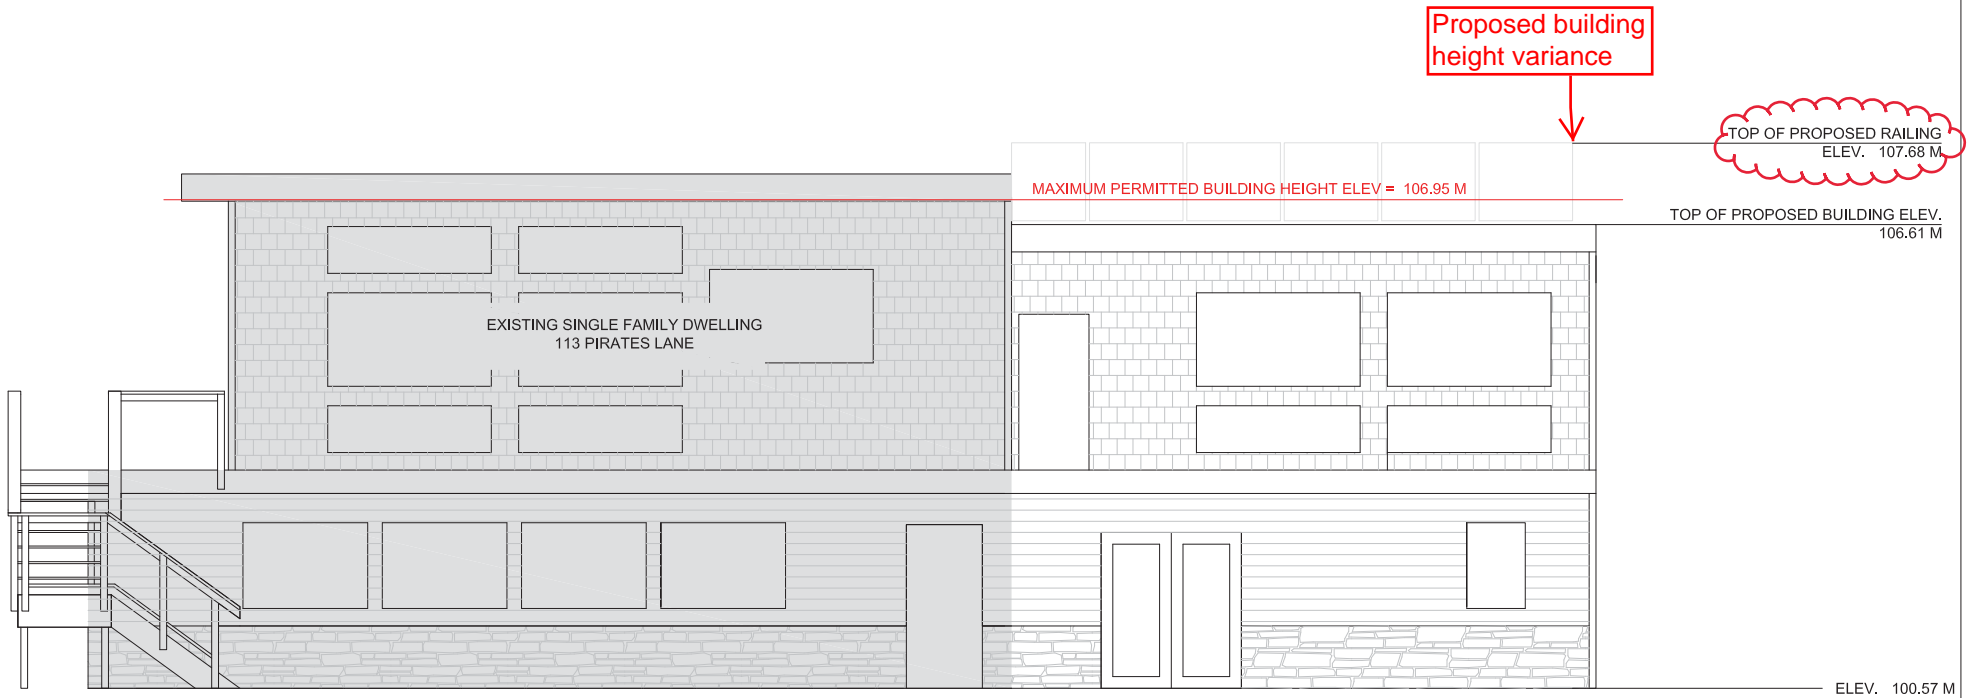 Proposed building
height variance
TOP OF PROPOSED RAILING
ELEV. 107.68 M
MAXIMUM PERMITTED BUILDING HEIGHT ELEV = 106.95 M
TOP OF PROPOSED BUILDING ELEV.
106.61 M
EXISTING SINGLE FAMILY DWELLING
113 PIRATES LANE
ELEV. 100.57 M